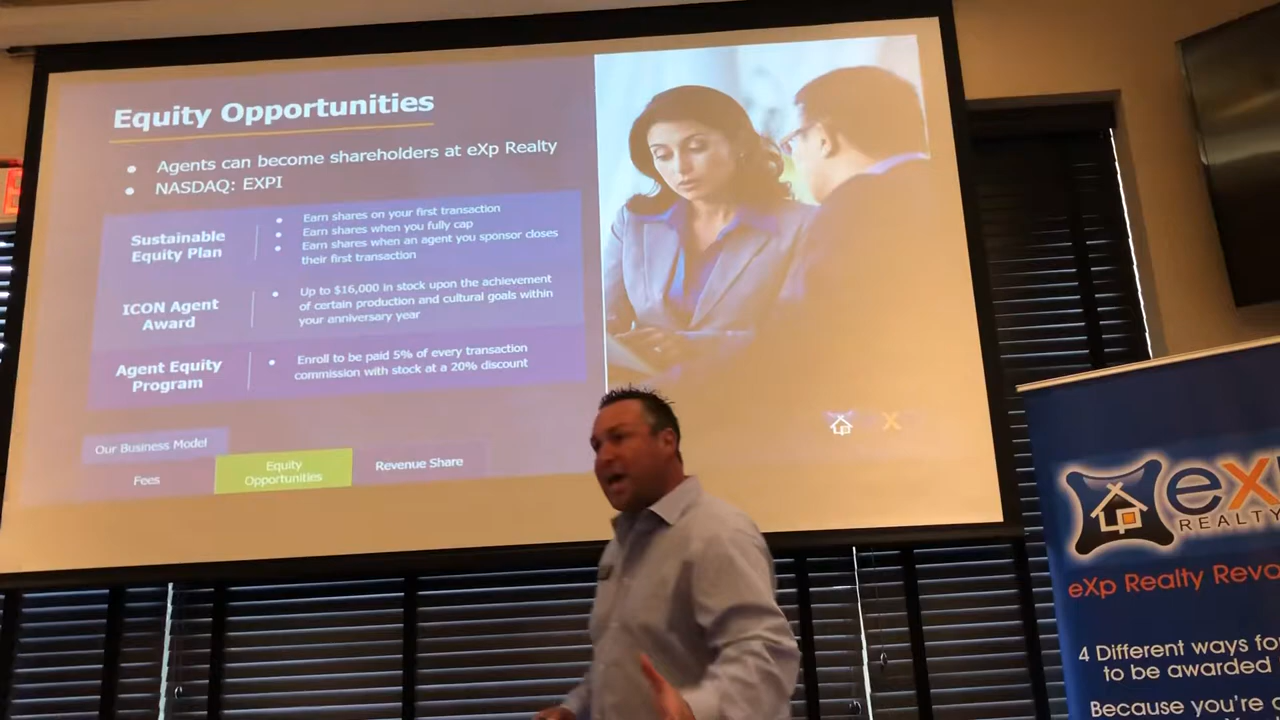 Equity Opportunities
Agents can become shareholders at eXp Realty
NASDAQ: EXPI
Sustainable
Equity Plan
Earn shares on your first transaction
Earn shares when you fully cap
Earn shares when an agent you sponsor closes
their first transaction
ICON Agent
Award
Up to $16,000 in stock upon the achievement
of certain production and cultural goals within
your anniversary year
Agent Equity
Program
Enroll to be paid 5% of every transaction
commission with stock at a 20% discount
Our Business Model
Fees
Equity
Opportunities
Revenue Share
eXp
REALTY
eXp Realty Revo
4 Different ways fo
to be awarded
Because you're